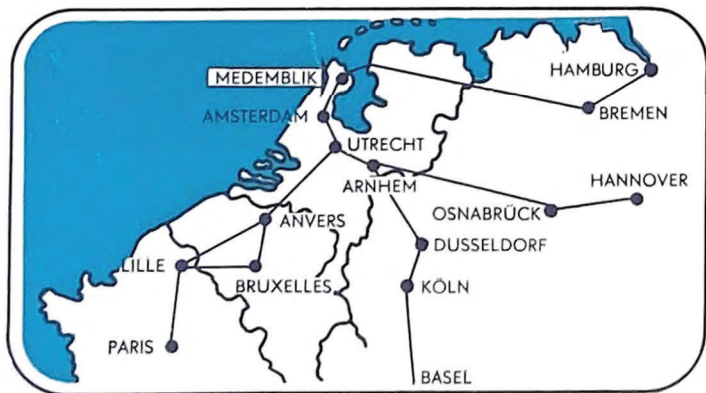 HAMBURG
MEDEMBLIK
BREMEN
AMSTERDAM
UTRECHT
ARNHEM
HANNOVER
OSNABRÜCK
ANVERS
DUSSELDORF
LILLE
BRUXELLES
KÖLN
PARIS
BASEL